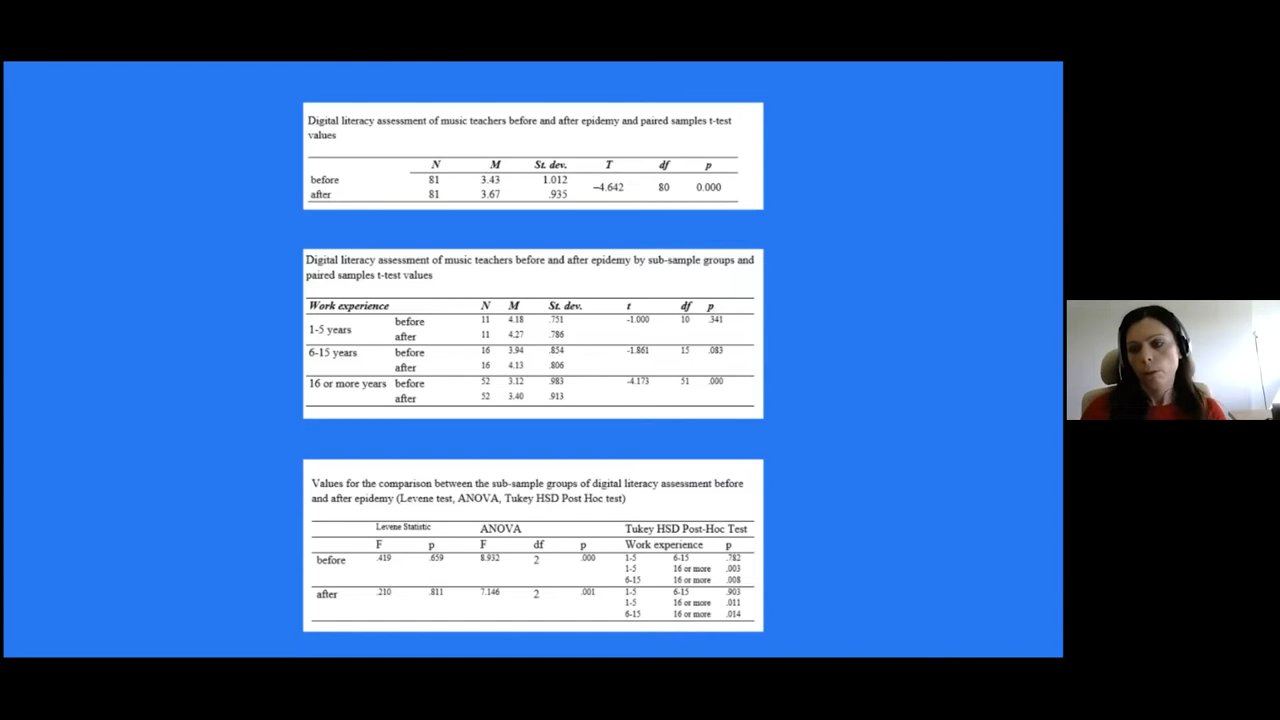 Digital literacy assessment of music teachers before and after epidemy and paired samples t-test
values
N M St. dev. T df p
before 81 3.43 1.012 –4.642 80 0.000
after 81 3.67 .935
Digital literacy assessment of music teachers before and after epidemy by sub-sample groups and
paired samples t-test values
Work experience N M St. dev. t df p
1-5 years before 11 4.18 .751 -1.000 10 .341
after 11 4.27 .786
6-15 years before 16 3.94 .854 -1.861 15 .083
after 16 4.13 .806
16 or more years before 52 3.12 .983 -4.173 51 .000
after 52 3.40 .913
Values for the comparison between the sub-sample groups of digital literacy assessment before
and after epidemy (Levene test, ANOVA, Tukey HSD Post Hoc test)
Levene Statistic ANOVA Tukey HSD Post-Hoc Test
F p F df p Work experience p
before .419 .659 8.932 2 .000 1-5 6-15 .782
1-5 16 or more .003
6-15 16 or more .008
after .210 .811 7.146 2 .001 1-5 6-15 .903
1-5 16 or more .011
6-15 16 or more .014